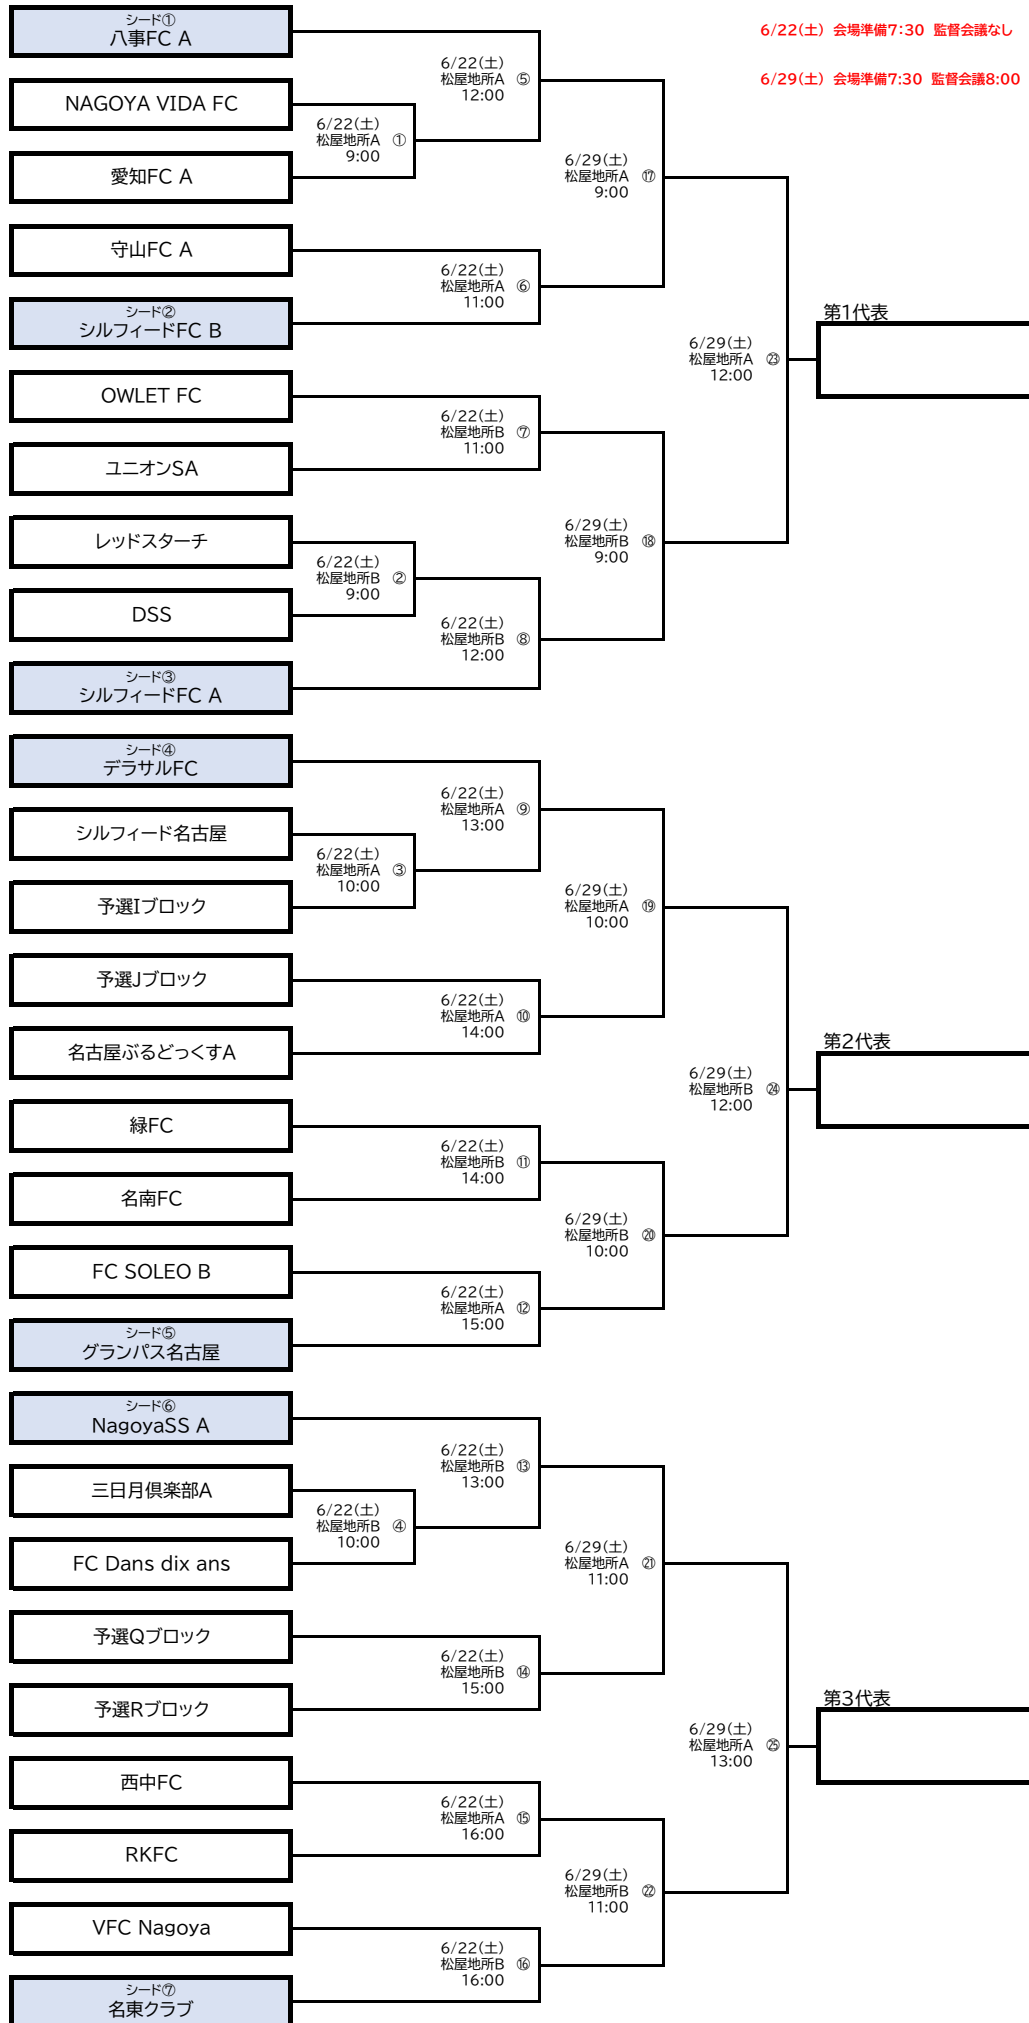 シード①
八事FC A
6/22(土) 会場準備7:30 監督会議なし
6/22(土)
松屋地所A ⑤
12:00
6/29(土) 会場準備7:30 監督会議8:00
NAGOYA VIDA FC
6/22(土)
松屋地所A ①
9:00
愛知FC A
6/29(土)
松屋地所A ⑰
9:00
守山FC A
6/22(土)
松屋地所A ⑥
11:00
シード②
シルフィードFC B
第1代表
6/29(土)
松屋地所A ㉓
12:00
OWLET FC
6/22(土)
松屋地所B ⑦
11:00
ユニオンSA
レッドスターチ
6/29(土)
松屋地所B ⑱
9:00
6/22(土)
松屋地所B ②
9:00
DSS
6/22(土)
松屋地所B ⑧
12:00
シード③
シルフィードFC A
シード④
デラサルFC
6/22(土)
松屋地所A ⑨
13:00
シルフィード名古屋
6/22(土)
松屋地所A ③
10:00
予選Iブロック
6/29(土)
松屋地所A ⑲
10:00
予選Jブロック
6/22(土)
松屋地所A ⑩
14:00
名古屋ぶるどっくすA
第2代表
6/29(土)
松屋地所B ㉔
12:00
緑FC
6/22(土)
松屋地所B ⑪
14:00
名南FC
6/29(土)
松屋地所B ⑳
10:00
FC SOLEO B
6/22(土)
松屋地所A ⑫
15:00
シード⑤
グランパス名古屋
シード⑥
NagoyaSS A
6/22(土)
松屋地所B ⑬
13:00
三日月倶楽部A
6/22(土)
松屋地所B ④
10:00
FC Dans dix ans
6/29(土)
松屋地所A ㉑
11:00
予選Qブロック
6/22(土)
松屋地所B ⑭
15:00
予選Rブロック
第3代表
6/29(土)
松屋地所A ㉕
13:00
西中FC
6/22(土)
松屋地所A ⑮
16:00
RKFC
6/29(土)
松屋地所B ㉒
11:00
VFC Nagoya
6/22(土)
松屋地所B ⑯
16:00
シード⑦
名東クラブ